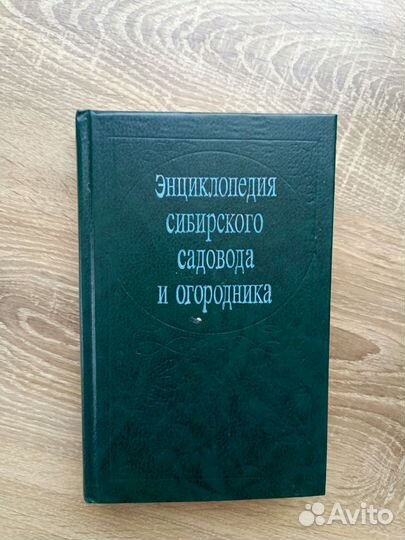 Энциклопедия
сибирского
садовода
и огородника
Avito